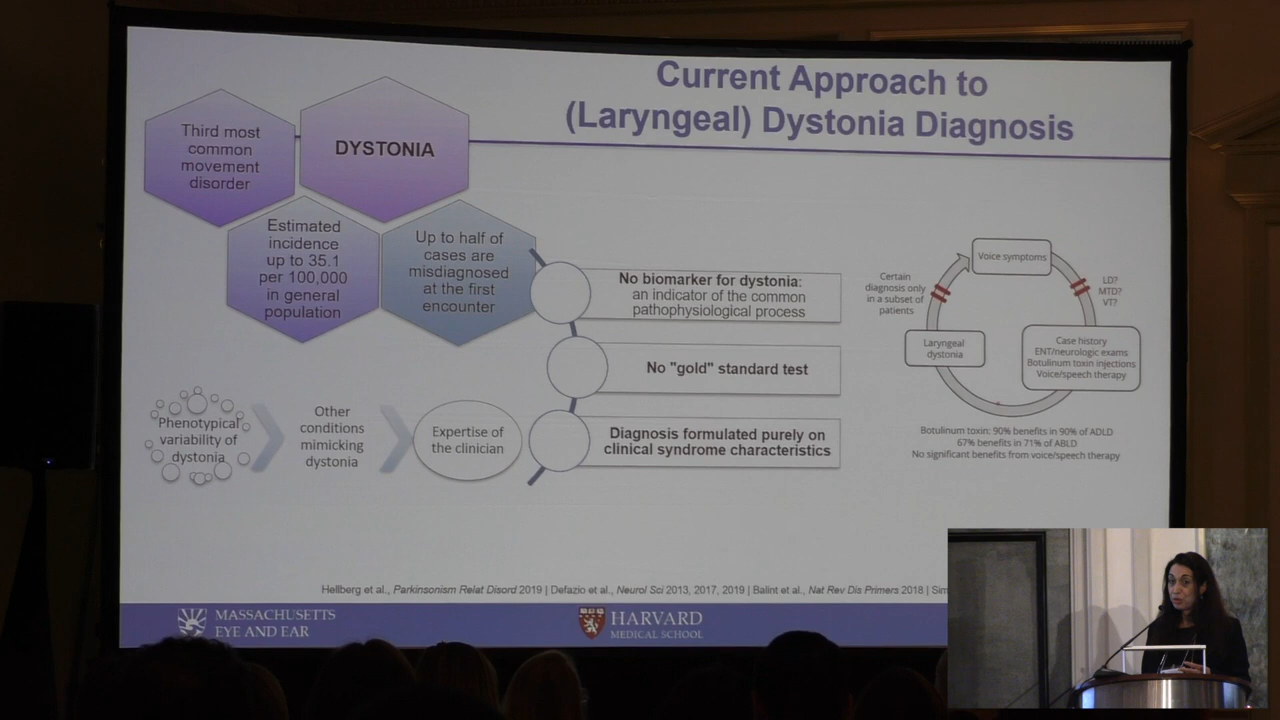 Current Approach to
(Laryngeal) Dystonia Diagnosis
Third most
common
movement
disorder
DYSTONIA
Estimated
incidence
up to 35.1
per 100,000
in general
population
Up to half of
cases are
misdiagnosed
at the first
encounter
No biomarker for dystonia:
an indicator of the common
pathophysiological process
No "gold" standard test
Diagnosis formulated purely on
clinical syndrome characteristics
Phenotypical
variability of
dystonia
Other
conditions
mimicking
dystonia
Expertise of
the clinician
Voice symptoms
Certain
diagnosis only
in a subset of
patients
LD?
MTD?
VT?
Laryngeal
dystonia
Case history
ENT/neurologic exams
Botulinum toxin injections
Voice/speech therapy
Botulinum toxin: 90% benefits in 90% of ADLD
67% benefits in 71% of ABLD
No significant benefits from voice/speech therapy
Hellberg et al., Parkinsonism Relat Disord 2019 | Defazio et al., Neurol Sci 2013, 2017, 2019 | Balint et al., Nat Rev Dis Primers 2018 | Sim
MASSACHUSETTS
EYE AND EAR
HARVARD
MEDICAL SCHOOL